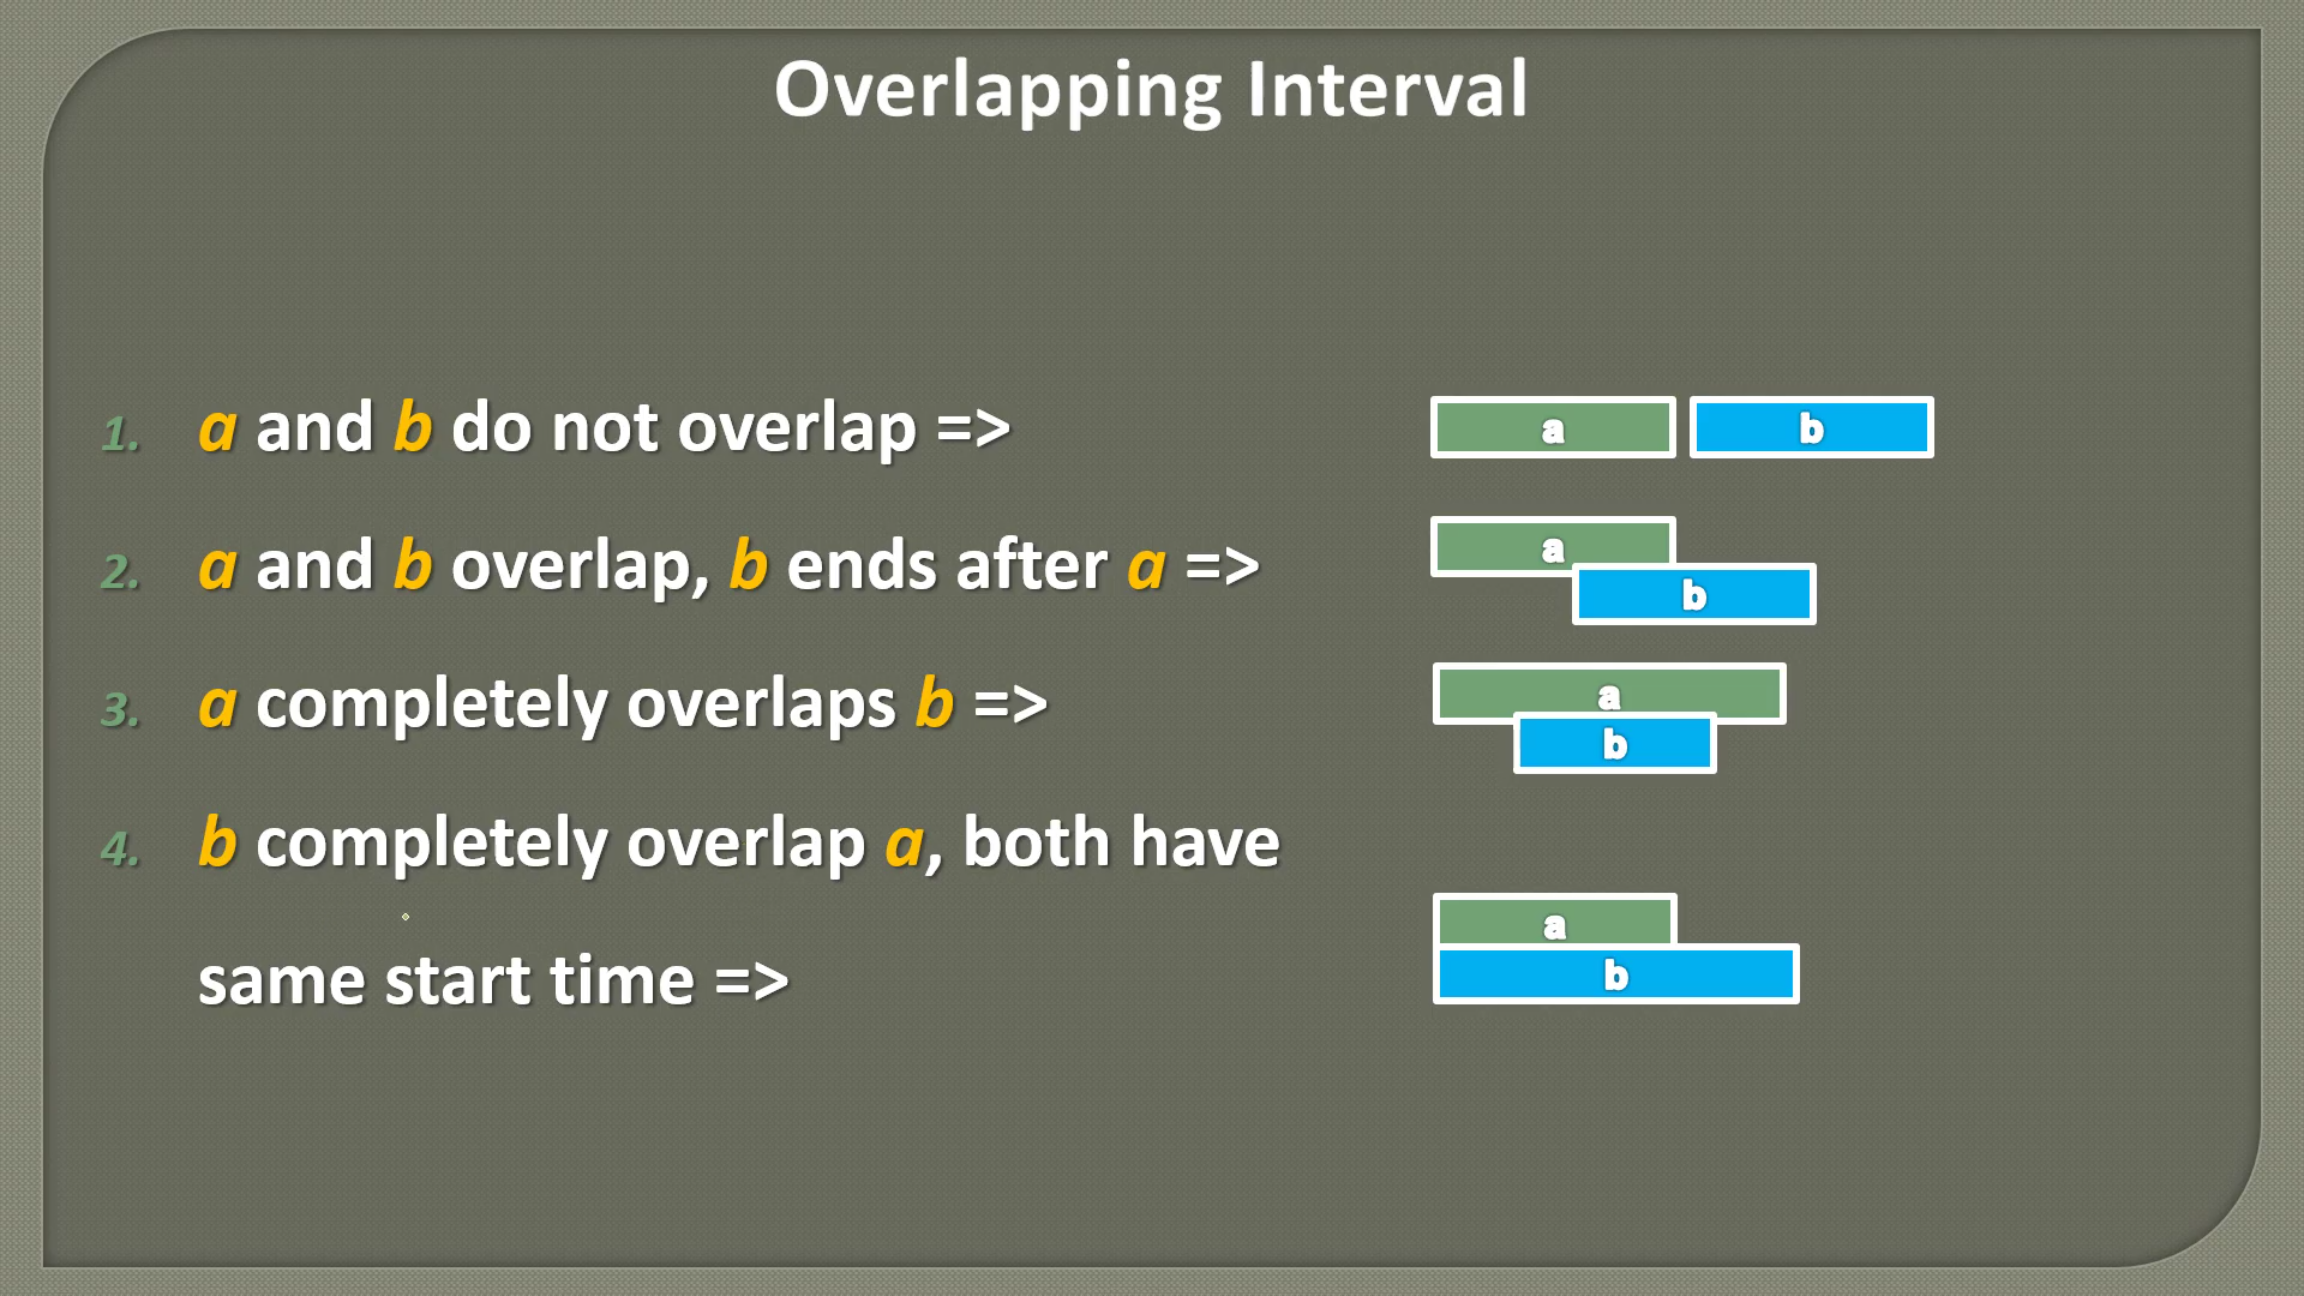 Overlapping Interval
1. a and b do not overlap =>
a b
2. a and b overlap, b ends after a =>
a
b
3. a completely overlaps b =>
a
b
4. b completely overlap a, both have
same start time =>
a
b